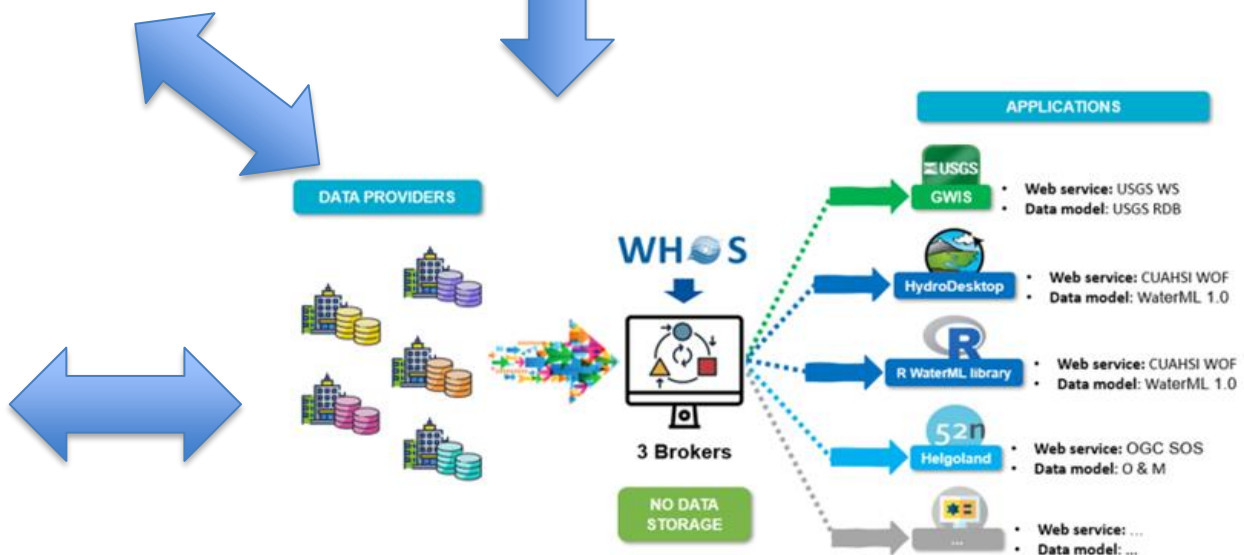 APPLICATIONS
DATA PROVIDERS
USGS
GWIS
• Web service: USGS WS
• Data model: USGS RDB
WHOS
HydroDesktop
• Web service: CUAHSI WOF
• Data model: WaterML 1.0
R
R WaterML library
• Web service: CUAHSI WOF
• Data model: WaterML 1.0
3 Brokers
52n
Helgoland
• Web service: OGC SOS
• Data model: O & M
NO DATA
STORAGE
...
• Web service: ...
• Data model: ...